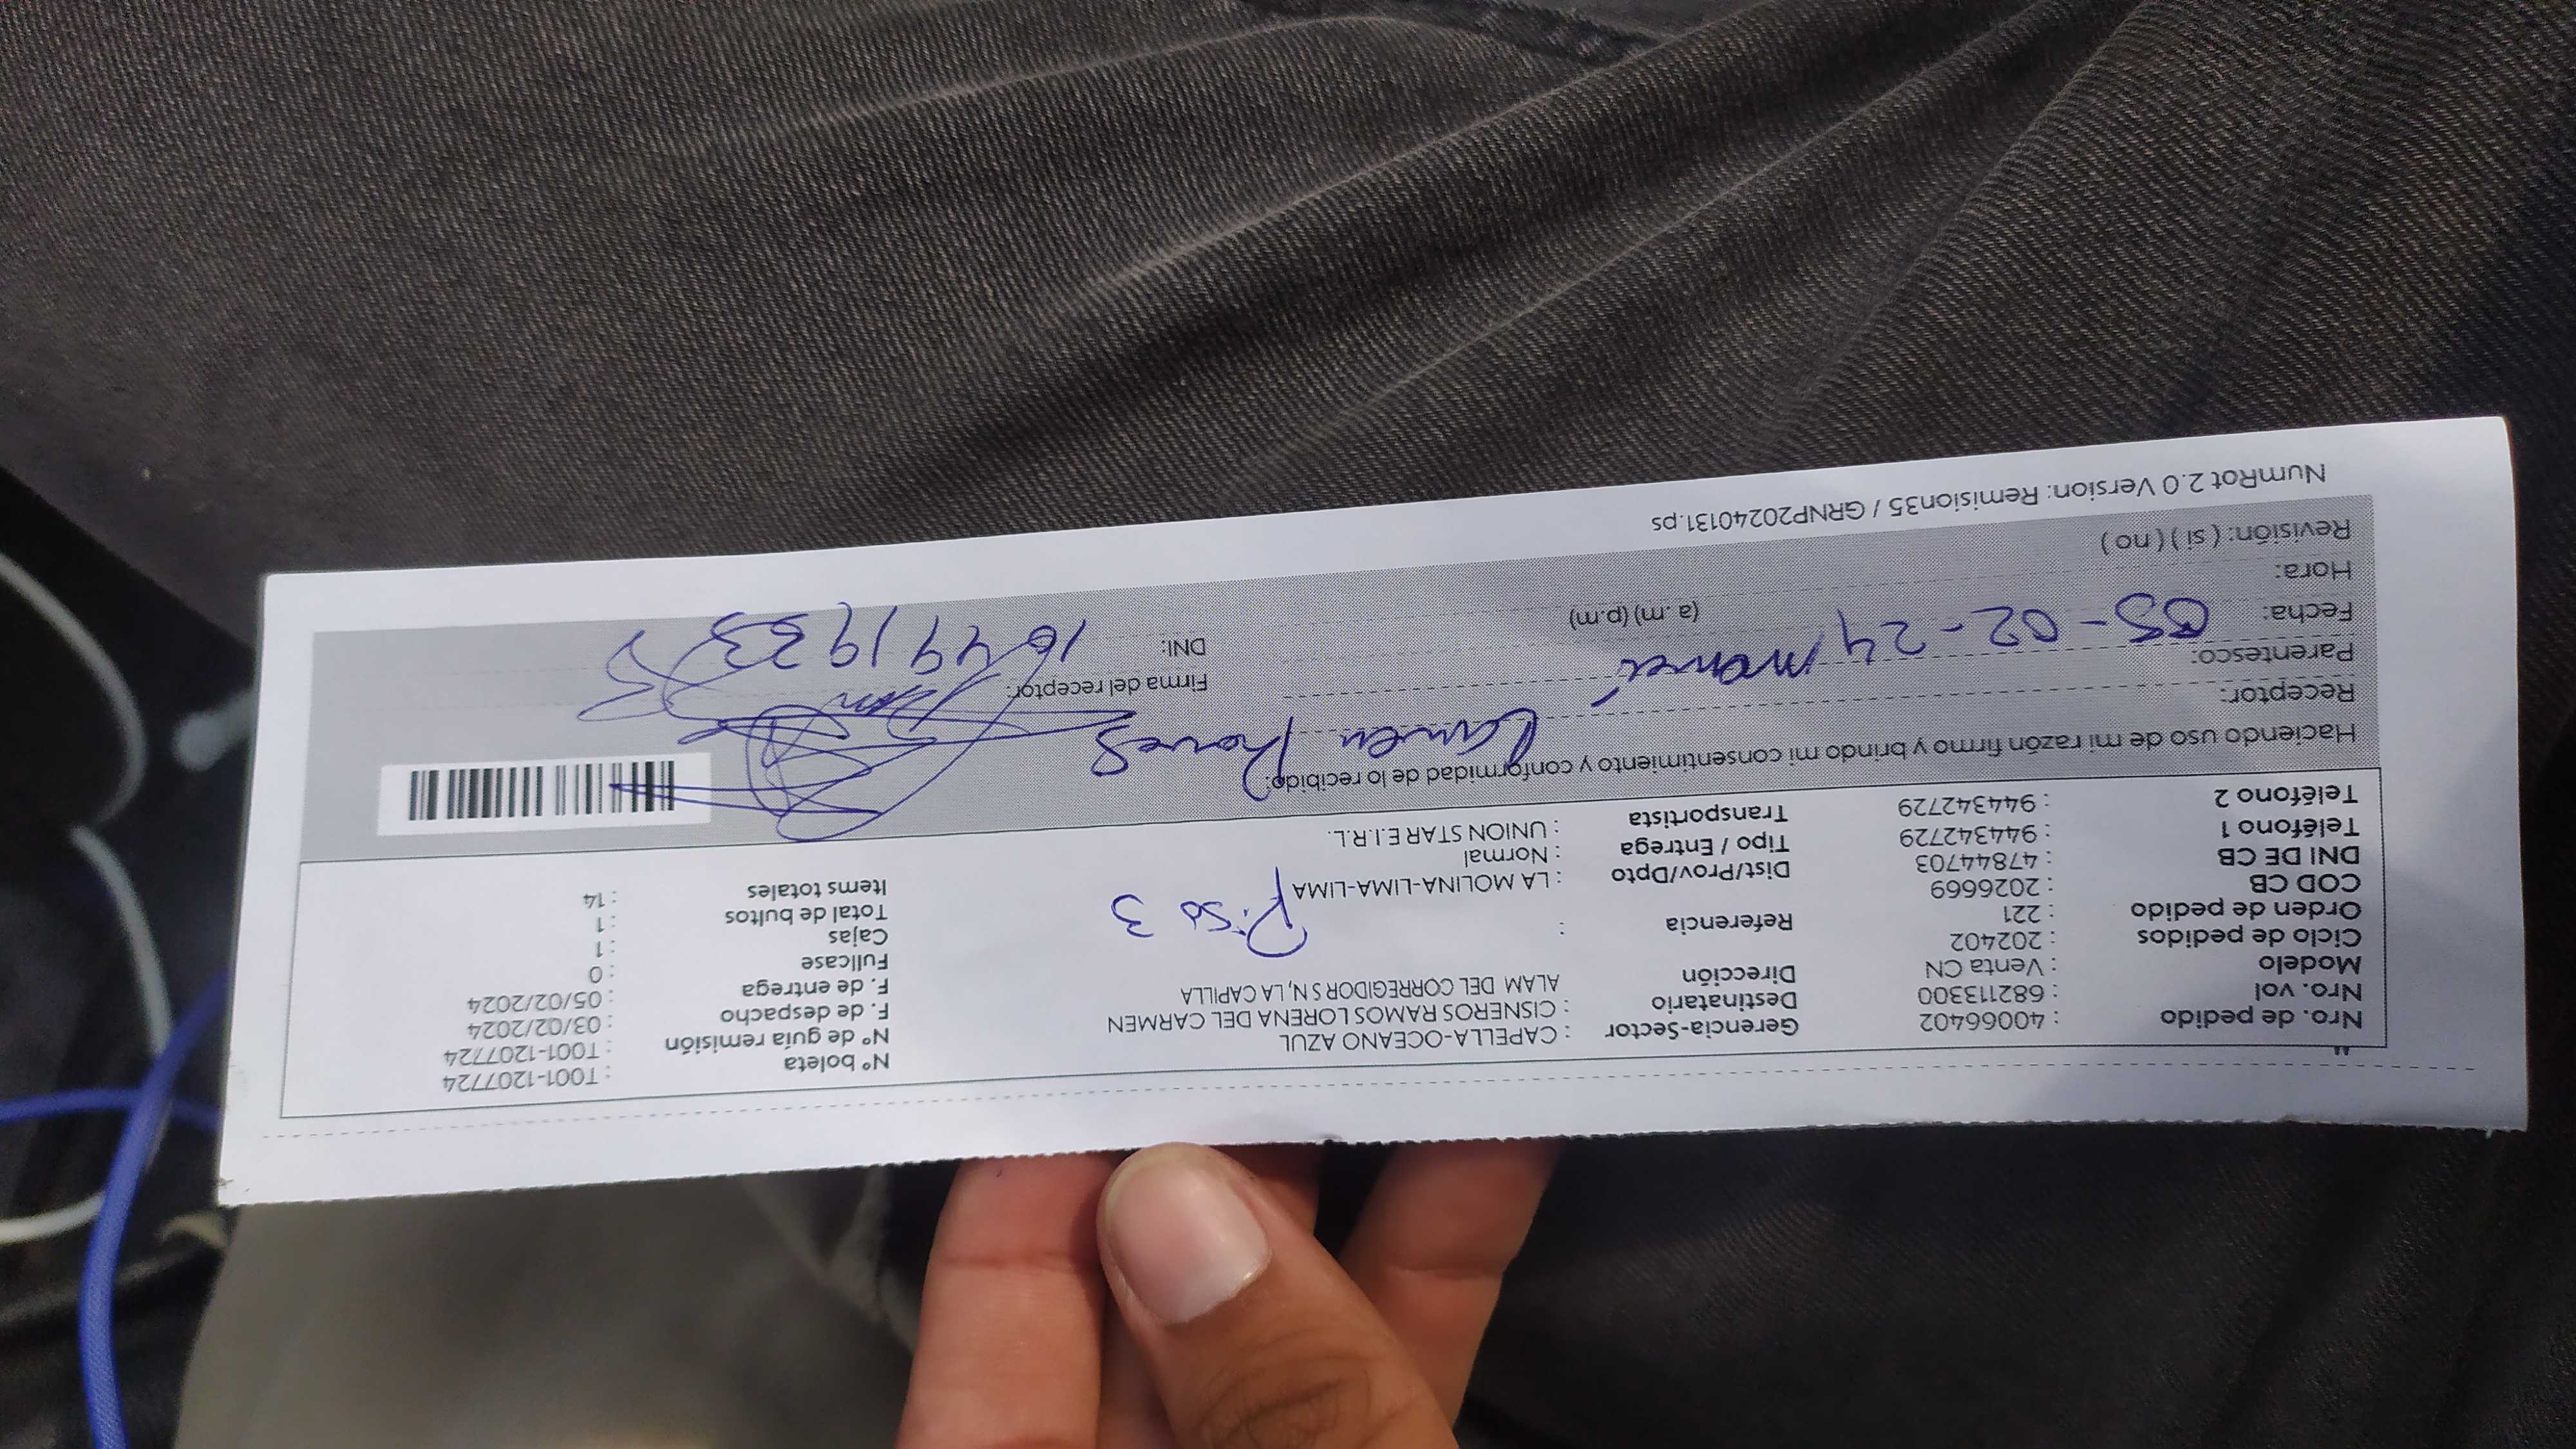 Nro. de pedido : 40066402 Gerencia-Sector : CAPELLA-OCEANO AZUL N° boleta : T001-1207724
Nro. vol : 682113300 Destinatario : CISNEROS RAMOS LORENA DEL CARMEN N° de guía remisión : T001-1207724
Modelo : Venta CN Dirección ALAM DEL CORREGIDOR S N, LA CAPILLA F. de despacho : 03/02/2024
Ciclo de pedidos : 202402 F. de entrega : 05/02/2024
Orden de pedido : 221 Referencia : Piso 3 Fullcase : 0
COD CB : 2026669 Cajas : 1
DNI DE CB : 47844703 Dist/Prov/Dpto : LA MOLINA-LIMA-LIMA Total de bultos : 1
Teléfono 1 : 944342729 Tipo / Entrega : Normal Items totales : 14
Teléfono 2 : 944342729 Transportista : UNION STAR E.I.R.L.
Haciendo uso de mi razón firmo y brindo mi consentimiento y conformidad de lo recibido:
Receptor: Carmen Ramos
Parentesco: mamá Firma del receptor:
Fecha: 05-02-24 DNI:
Hora: (a.m) (p.m)
Revisión: ( si ) ( no )
NumRot 2.0 Version: Remision35 / GRNP20240131.ps